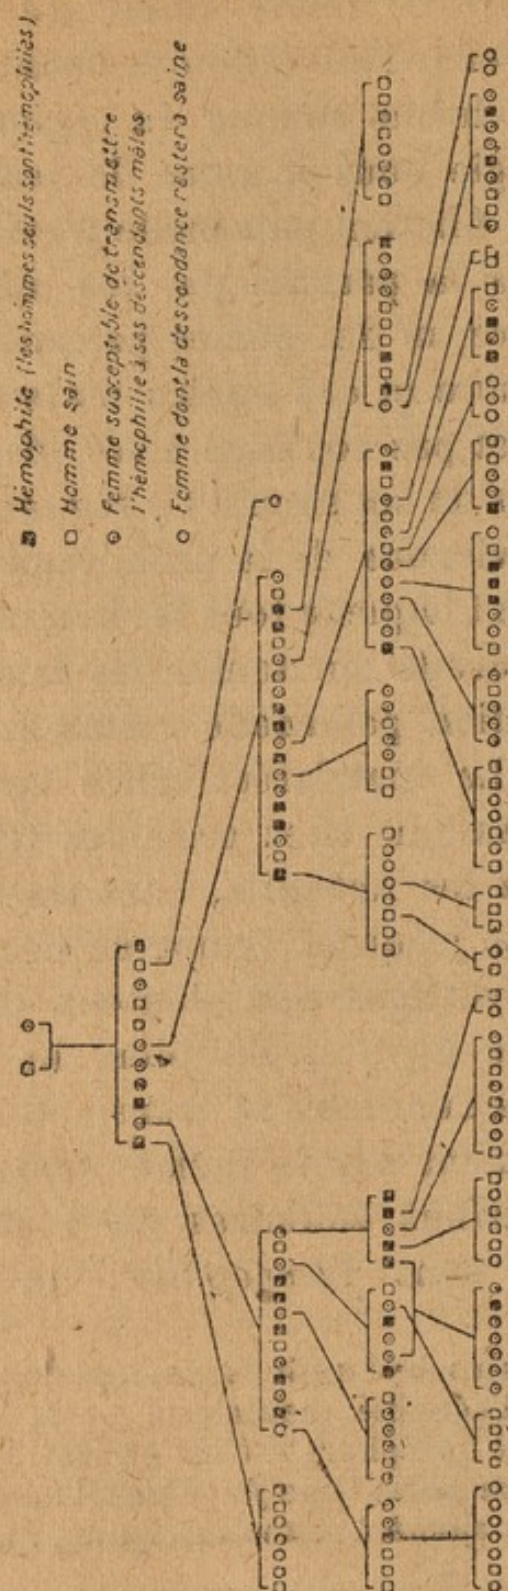 Hémophile (les hommes seuls sont hémophiles)
Homme sain
Femme susceptible de transmettre
l'hémophilie à ses descendants mâles
Femme dont la descendance restera saine